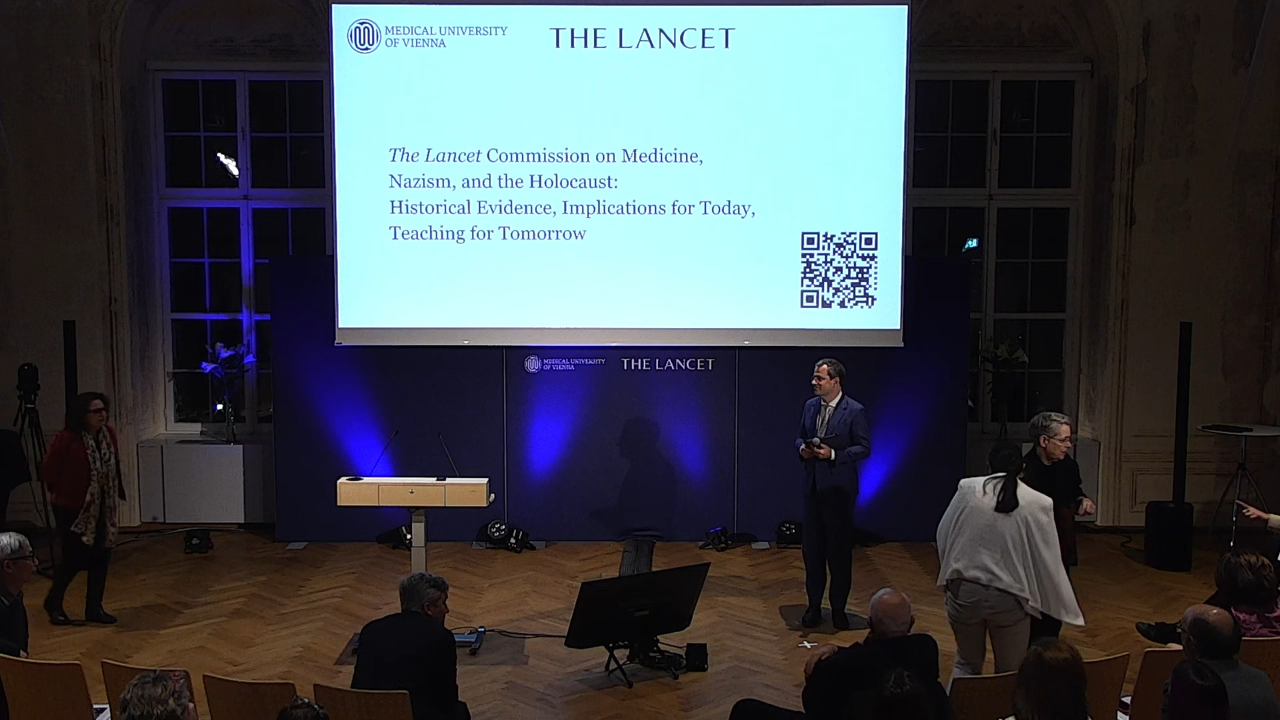 MEDICAL UNIVERSITY
OF VIENNA
THE LANCET
The Lancet Commission on Medicine,
Nazism, and the Holocaust:
Historical Evidence, Implications for Today,
Teaching for Tomorrow
MEDICAL UNIVERSITY
OF VIENNA
THE LANCET